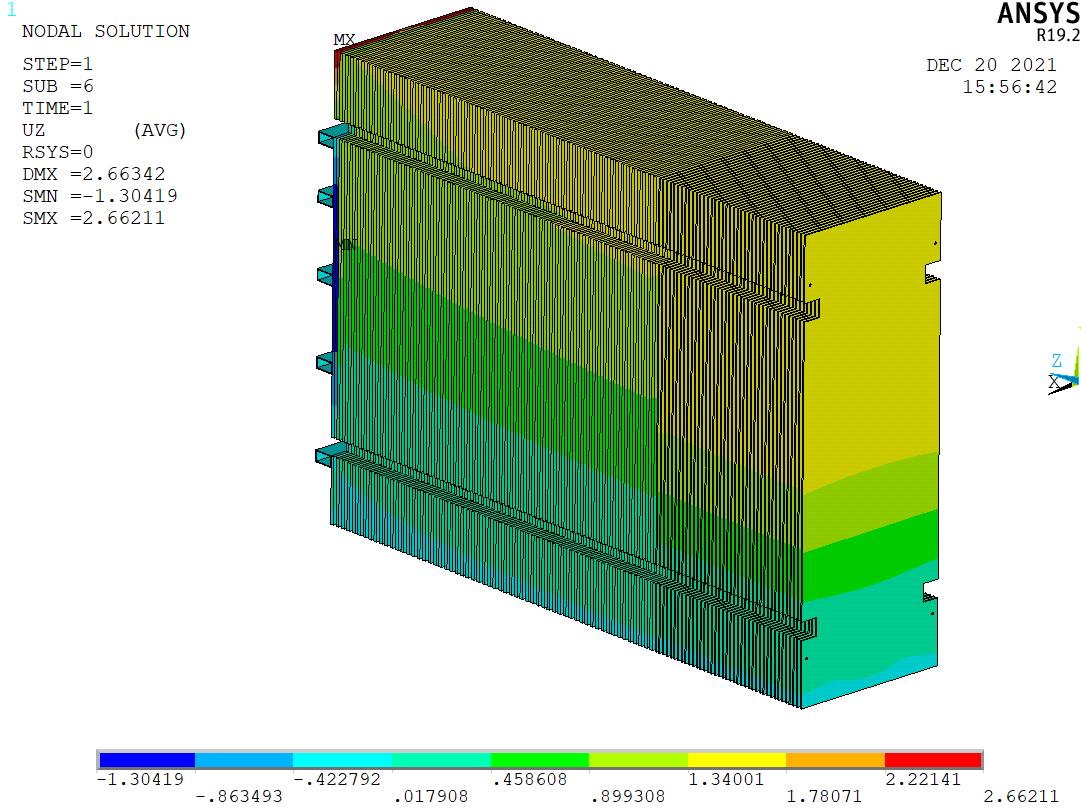 1
NODAL SOLUTION
STEP=1
SUB =6
TIME=1
UZ (AVG)
RSYS=0
DMX =2.66342
SMN =-1.30419
SMX =2.66211
ANSYS
R19.2
DEC 20 2021
15:56:42
MX
MN
Z
X
-1.30419 -.422792 .458608 1.34001 2.22141
-.863493 .017908 .899308 1.78071 2.66211